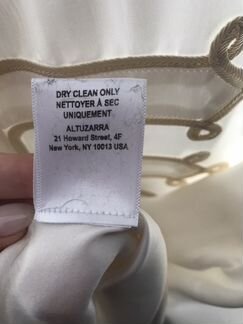 DRY CLEAN ONLY
NETTOYER À SEC
UNIQUEMENT
ALTUZARRA
21 Howard Street, 4F
New York, NY 10013 USA